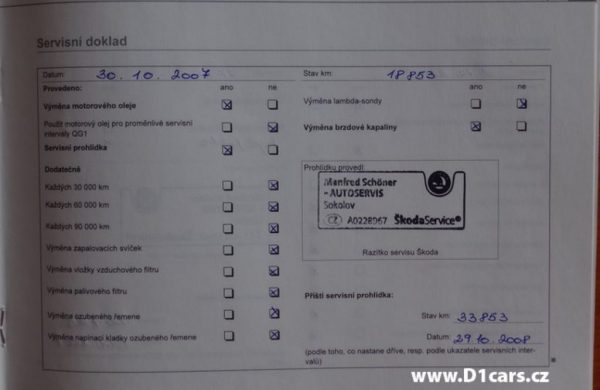 Servisní doklad
Datum: 30. 10. 2007 Stav km: 18853
Provedeno: ano ne ano ne
Výměna motorového oleje Výměna lambda-sondy
Použit motorový olej pro proměnlivé servisní
intervaly QG1 Výměna brzdové kapaliny
Servisní prohlídka
Dodatečně Prohlídku provedl:
Každých 30 000 km Manfred Schöner
- AUTOSERVIS
Každých 60 000 km Sokolov
CZ A0228967 ŠkodaService®
Každých 90 000 km
Výměna zapalovacích svíček Razítko servisu Škoda
Výměna vložky vzduchového filtru
Výměna palivového filtru Příští servisní prohlídka:
Výměna ozubeného řemene Stav km: 33853
Výměna napínací kladky ozubeného řemene Datum: 29.10.2008
(podle toho, co nastane dříve, resp. podle ukazatele servisních inter-
valů)
www.D1cars.cz